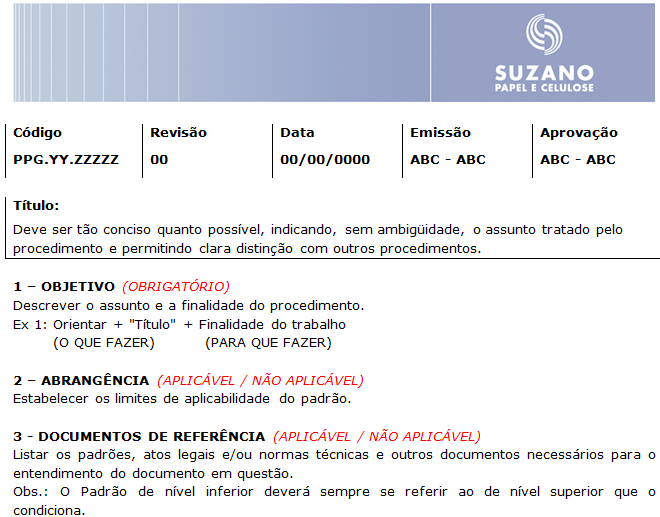 SUZANO
PAPEL E CELULOSE
Código Revisão Data Emissão Aprovação
PPG.YY.ZZZZZ 00 00/00/0000 ABC - ABC ABC - ABC
Título:
Deve ser tão conciso quanto possível, indicando, sem ambigüidade, o assunto tratado pelo
procedimento e permitindo clara distinção com outros procedimentos.
1 – OBJETIVO (OBRIGATÓRIO)
Descrever o assunto e a finalidade do procedimento.
Ex 1: Orientar + "Título" + Finalidade do trabalho
(O QUE FAZER) (PARA QUE FAZER)
2 – ABRANGÊNCIA (APLICÁVEL / NÃO APLICÁVEL)
Estabelecer os limites de aplicabilidade do padrão.
3 - DOCUMENTOS DE REFERÊNCIA (APLICÁVEL / NÃO APLICÁVEL)
Listar os padrões, atos legais e/ou normas técnicas e outros documentos necessários para o
entendimento do documento em questão.
Obs.: O Padrão de nível inferior deverá sempre se referir ao de nível superior que o
condiciona.